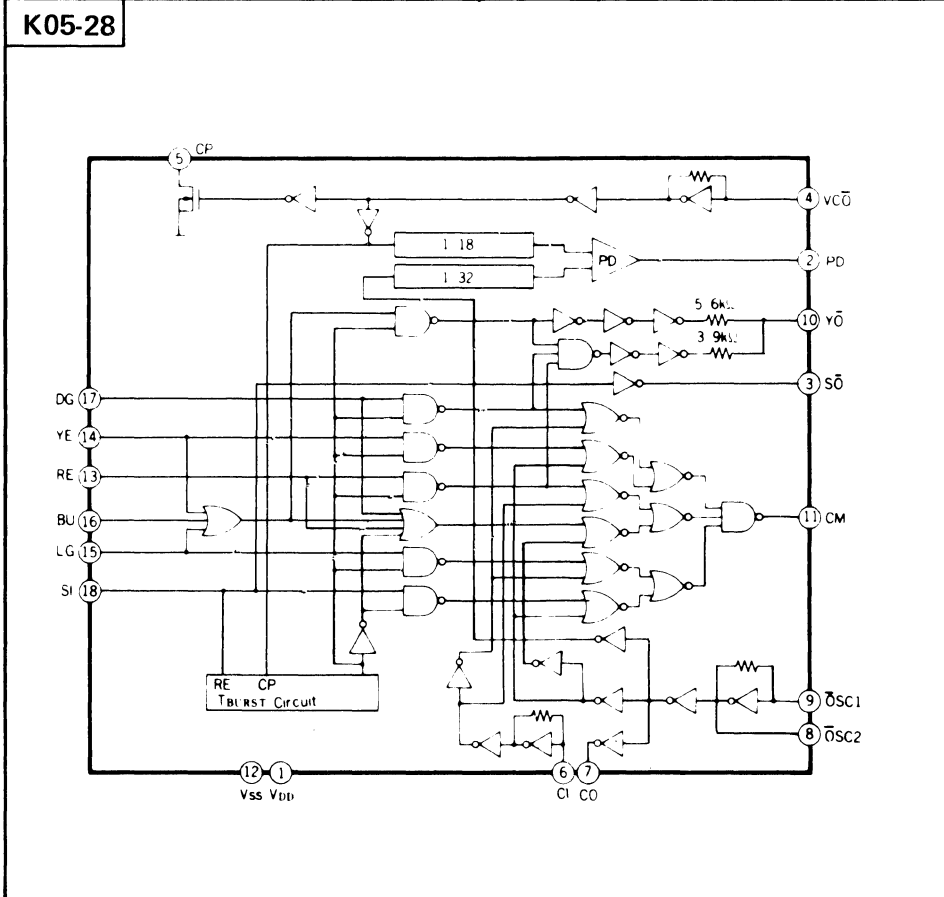 K05-28
5 CP
4 VCO̅
1 18
PD
2 PD
1 32
5 6kΩ
10 YO̅
3 9kΩ
3 SO̅
DG 17
YE 14
RE 13
BU 16
11 CM
LG 15
SI 18
RE CP
TBURST Circuit
9 O̅SC1
8 O̅SC2
12 1
6 7
VSS VDD
CI CO